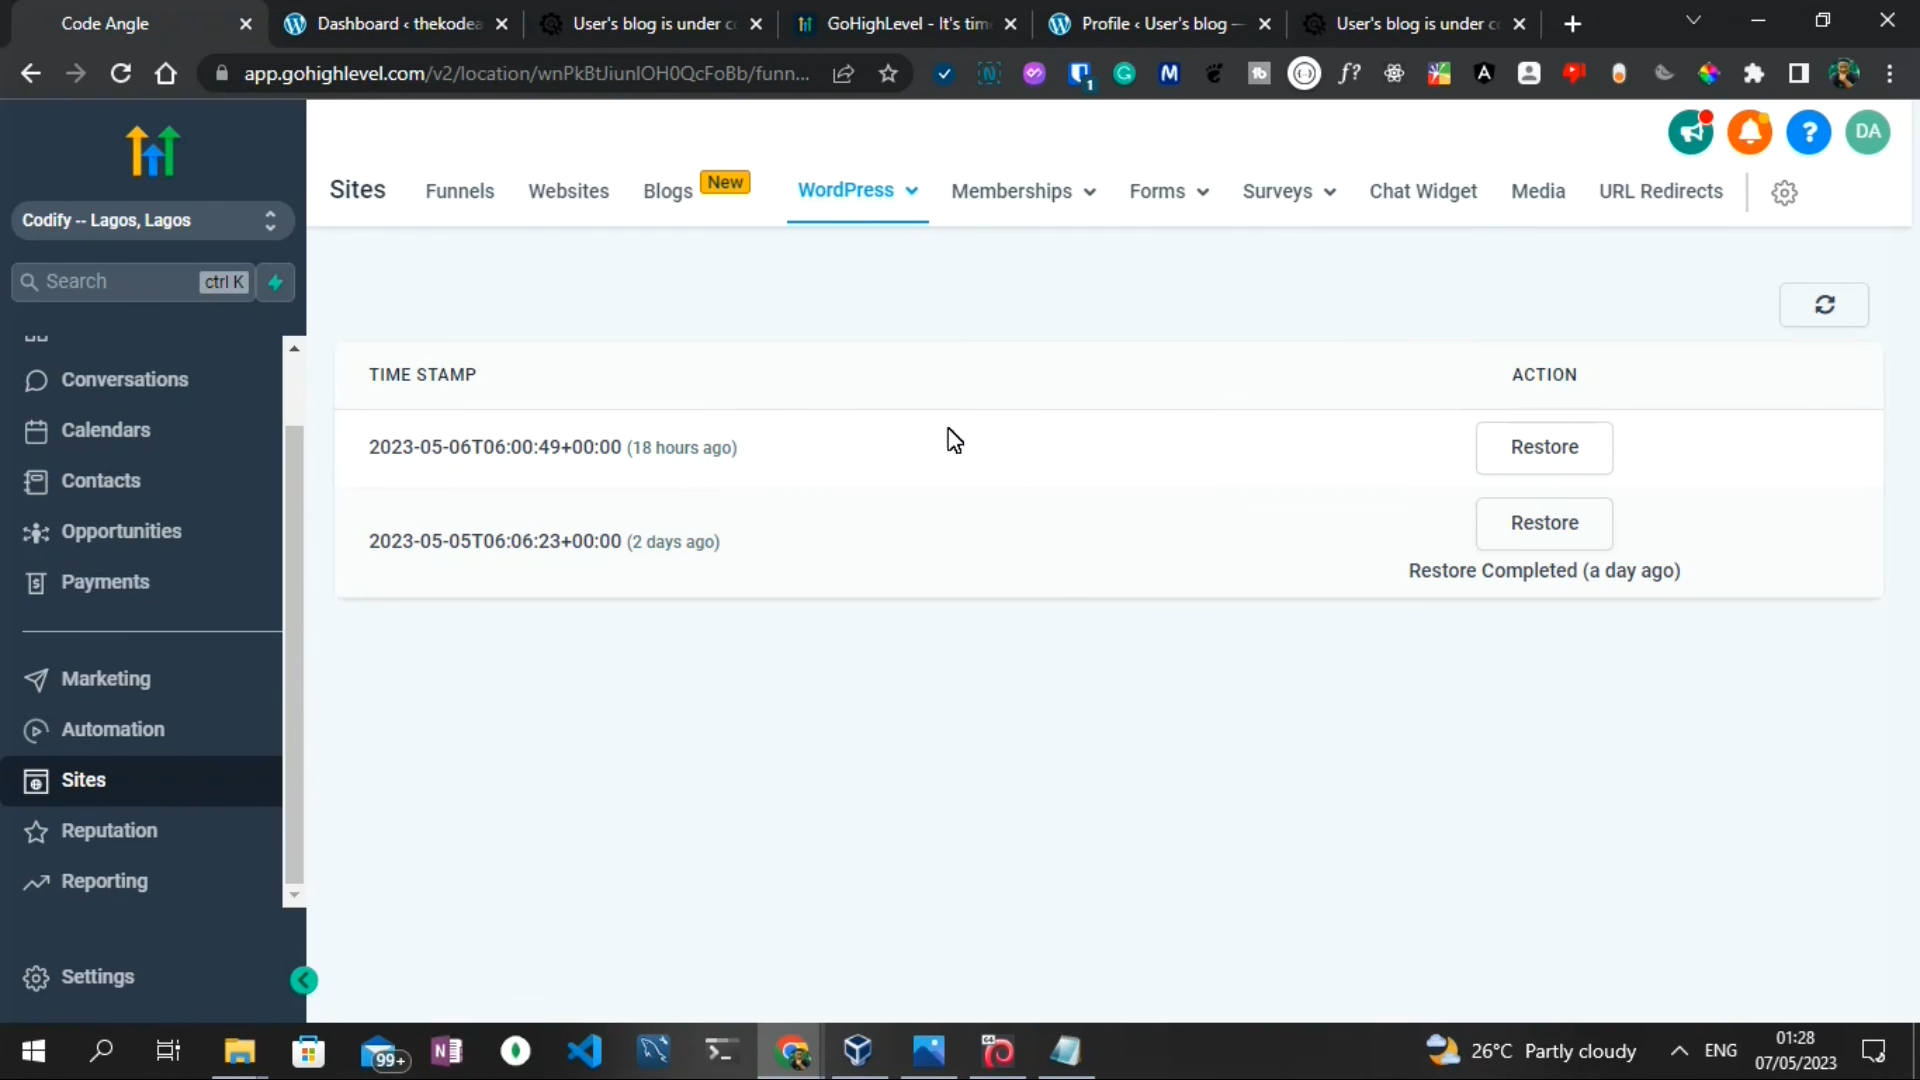 Code Angle
Dashboard ‹ thekodea
User's blog is under c
GoHighLevel - It's tim
Profile ‹ User's blog —
User's blog is under c
app.gohighlevel.com/v2/location/wnPkBtJiunIOH0QcFoBb/funn...
1
DA
Codify -- Lagos, Lagos
Search
ctrl K
Conversations
Calendars
Contacts
Opportunities
Payments
Marketing
Automation
Sites
Reputation
Reporting
Settings
Sites
Funnels
Websites
Blogs
New
WordPress
Memberships
Forms
Surveys
Chat Widget
Media
URL Redirects
TIME STAMP
ACTION
2023-05-06T06:00:49+00:00 (18 hours ago)
Restore
2023-05-05T06:06:23+00:00 (2 days ago)
Restore
Restore Completed (a day ago)
99+
26°C Partly cloudy
ENG
01:28
07/05/2023